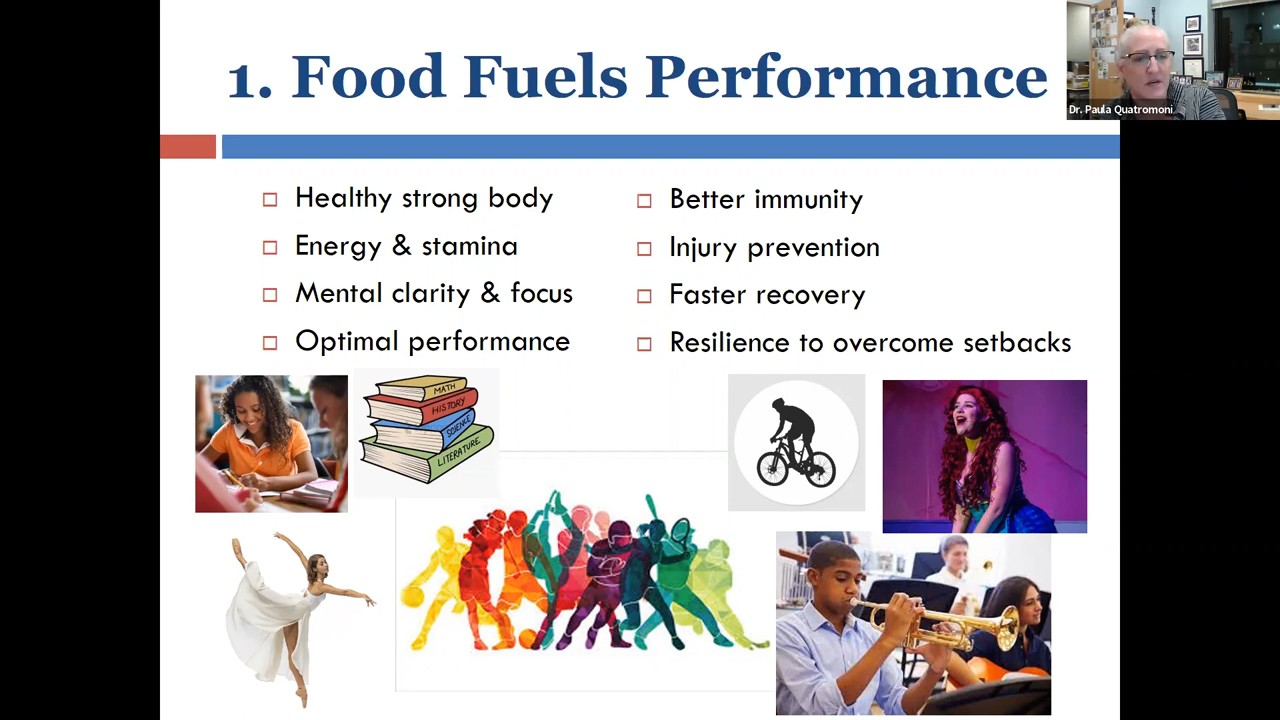 1. Food Fuels Performance
Dr. Paula Quatromoni
Healthy strong body
Energy & stamina
Mental clarity & focus
Optimal performance
Better immunity
Injury prevention
Faster recovery
Resilience to overcome setbacks
MATH
HISTORY
SCIENCE
LITERATURE